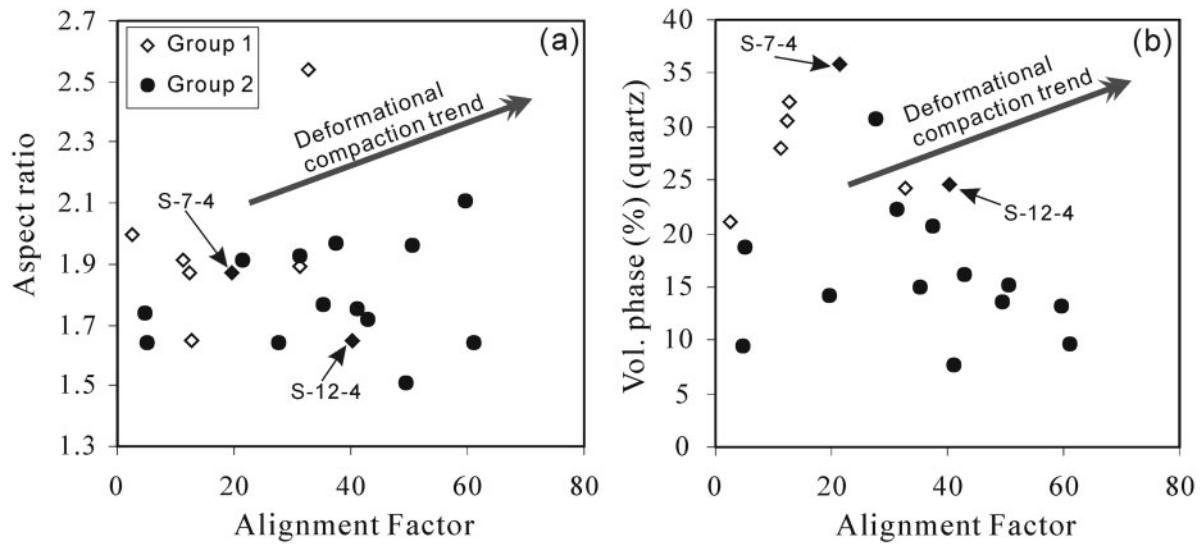 (a)
Group 1
Group 2
Deformational
compaction trend
S-7-4
S-12-4
Aspect ratio
2.7
2.5
2.3
2.1
1.9
1.7
1.5
1.3
0 20 40 60 80
Alignment Factor
(b)
S-7-4
Deformational
compaction trend
S-12-4
Vol. phase (%) (quartz)
40
35
30
25
20
15
10
5
0
0 20 40 60 80
Alignment Factor